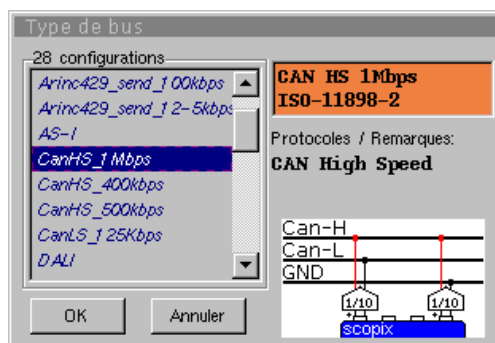 Type de bus
28 configurations
Arinc429_send_100kbps
Arinc429_send_12-5kbps
AS-I
CanHS_1Mbps
CanHS_400kbps
CanHS_500kbps
CanLS_125Kbps
DALI
OK
Annuler
CAN HS 1Mbps
ISO-11898-2
Protocoles / Remarques:
CAN High Speed
Can-H
Can-L
GND
1/10
1/10
scopix